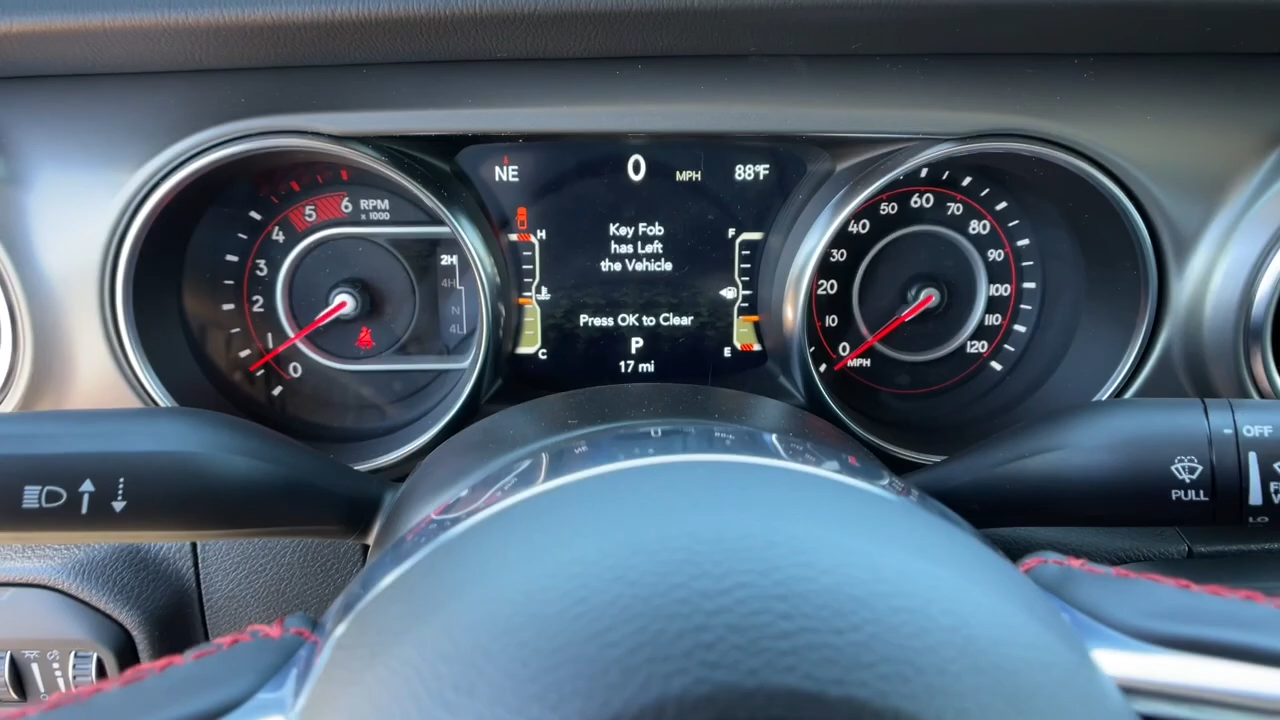 5 6 RPM
x 1000
4
3
2
1
0
2H
4H
N
4L
NE
0 MPH
88°F
H
C
Key Fob
has Left
the Vehicle
Press OK to Clear
P
17 mi
F
E
0
10
20
30
40
50
60
70
80
90
100
110
120
MPH
PULL
OFF
LO